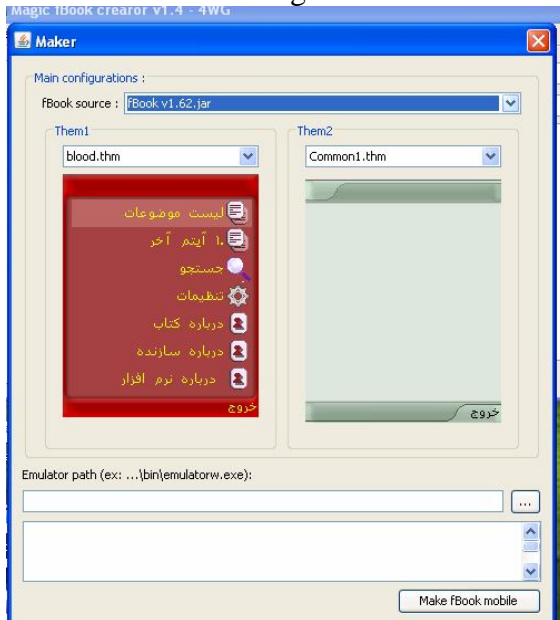 Magic fBook crearor v1.4 - 4WG
Maker
Main configurations :
fBook source : fBook v1.62.jar
Them1
Them2
blood.thm
Common1.thm
لیست موضوعات
۱۰ آیتم آخر
جستجو
تنظیمات
درباره کتاب
درباره سازنده
درباره نرم افزار
خروج
خروج
Emulator path (ex: ...\bin\emulatorw.exe):
...
Make fBook mobile